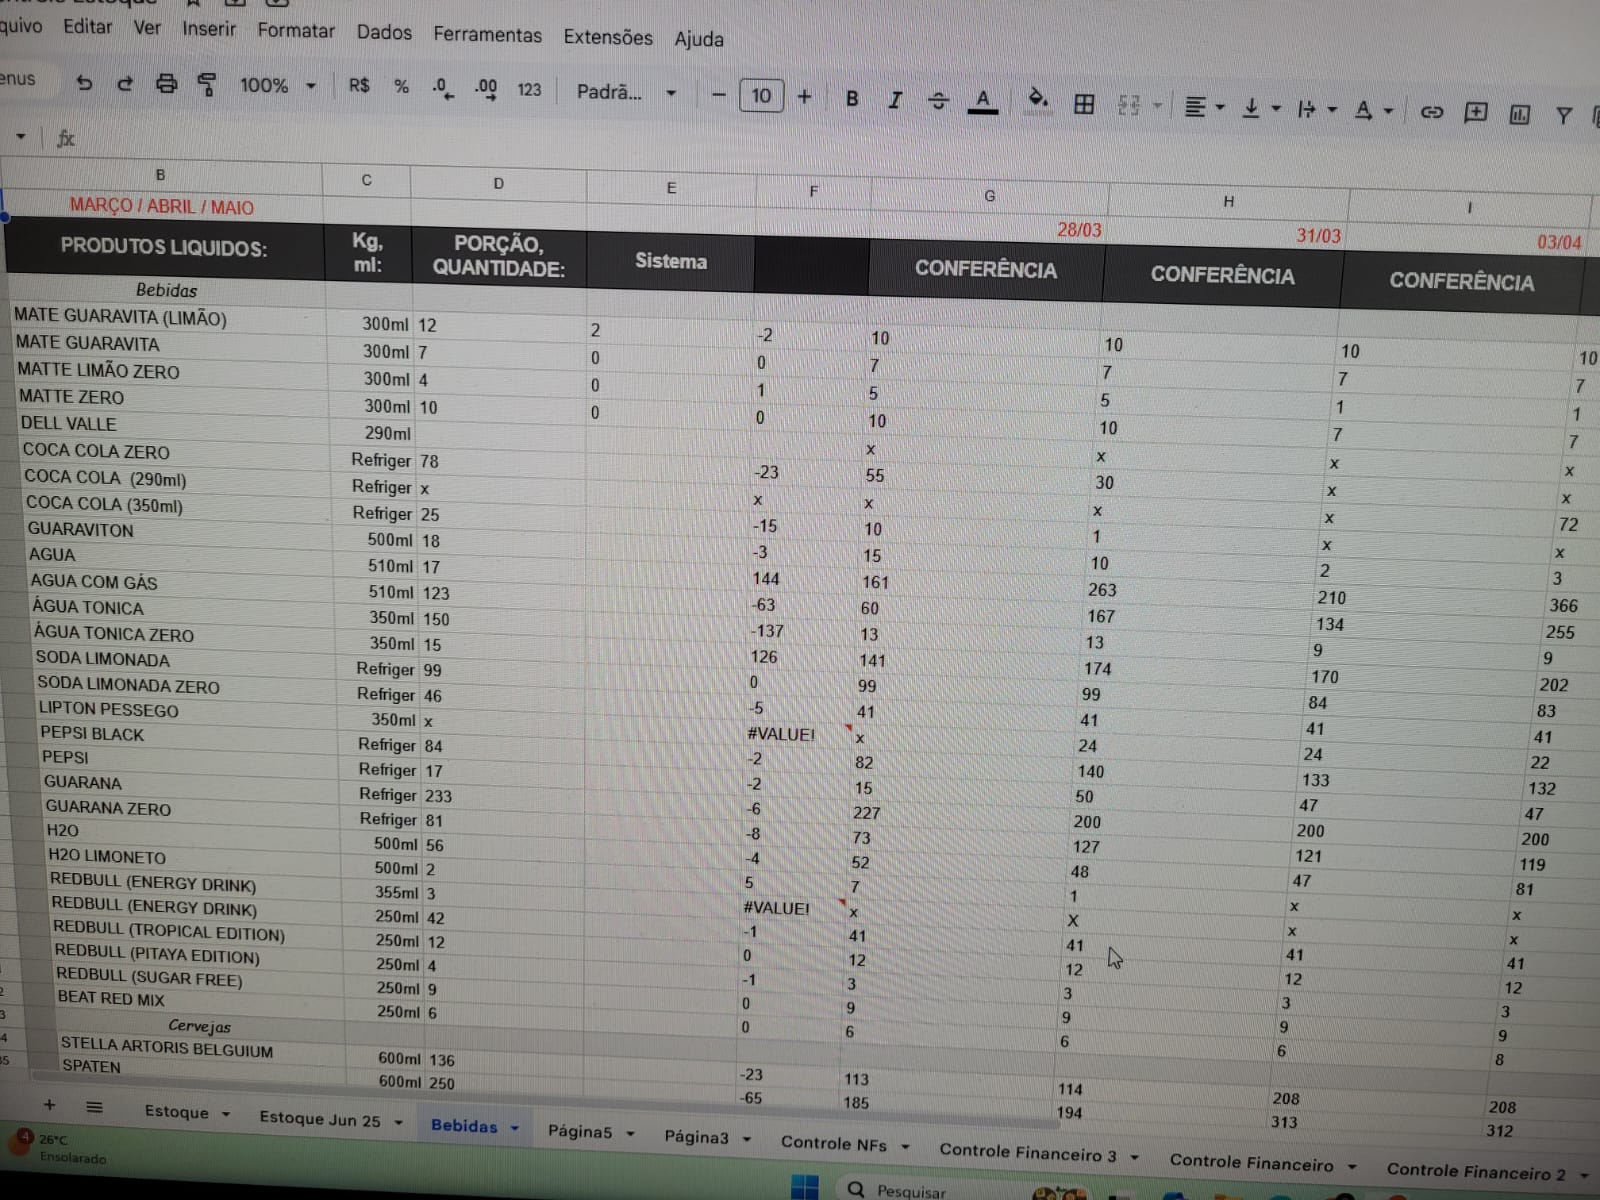 quivo Editar Ver Inserir Formatar Dados Ferramentas Extensões Ajuda
enus 100% R$ % .0 .00 123 Padrã... − 10 + B I S A
fx
B C D E F G H I
MARÇO / ABRIL / MAIO 28/03 31/03 03/04
PRODUTOS LIQUIDOS: Kg, ml: PORÇÃO, QUANTIDADE: Sistema CONFERÊNCIA CONFERÊNCIA CONFERÊNCIA
Bebidas
MATE GUARAVITA (LIMÃO) 300ml 12 2 -2 10 10 10 10
MATE GUARAVITA 300ml 7 0 0 7 7 7 7
MATTE LIMÃO ZERO 300ml 4 0 1 5 5 1 1
MATTE ZERO 300ml 10 0 0 10 10 7 7
DELL VALLE 290ml x x x x
COCA COLA ZERO Refriger 78 -23 55 30 x x
COCA COLA (290ml) Refriger x x x x x 72
COCA COLA (350ml) Refriger 25 -15 10 1 x x
GUARAVITON 500ml 18 -3 15 10 2 3
AGUA 510ml 17 144 161 263 210 366
AGUA COM GÁS 510ml 123 -63 60 167 134 255
ÁGUA TONICA 350ml 150 -137 13 13 9 9
ÁGUA TONICA ZERO 350ml 15 126 141 174 170 202
SODA LIMONADA Refriger 99 0 99 99 84 83
SODA LIMONADA ZERO Refriger 46 -5 41 41 41 41
LIPTON PESSEGO 350ml x #VALUE! x 24 24 22
PEPSI BLACK Refriger 84 -2 82 140 133 132
PEPSI Refriger 17 -2 15 50 47 47
GUARANA Refriger 233 -6 227 200 200 200
GUARANA ZERO Refriger 81 -8 73 127 121 119
H2O 500ml 56 -4 52 48 47 81
H2O LIMONETO 500ml 2 5 7 1 x x
REDBULL (ENERGY DRINK) 355ml 3 #VALUE! x X x x
REDBULL (ENERGY DRINK) 250ml 42 -1 41 41 41 41
REDBULL (TROPICAL EDITION) 250ml 12 0 12 12 12 12
REDBULL (PITAYA EDITION) 250ml 4 -1 3 3 3 3
REDBULL (SUGAR FREE) 250ml 9 0 9 9 9 9
BEAT RED MIX 250ml 6 0 6 6 6 8
Cervejas
STELLA ARTORIS BELGUIUM 600ml 136 -23 113 114 208 208
SPATEN 600ml 250 -65 185 194 313 312
+ Estoque Estoque Jun 25 Bebidas Página5 Página3 Controle NFs Controle Financeiro 3 Controle Financeiro Controle Financeiro 2
4 26°C
Ensolarado
Pesquisar